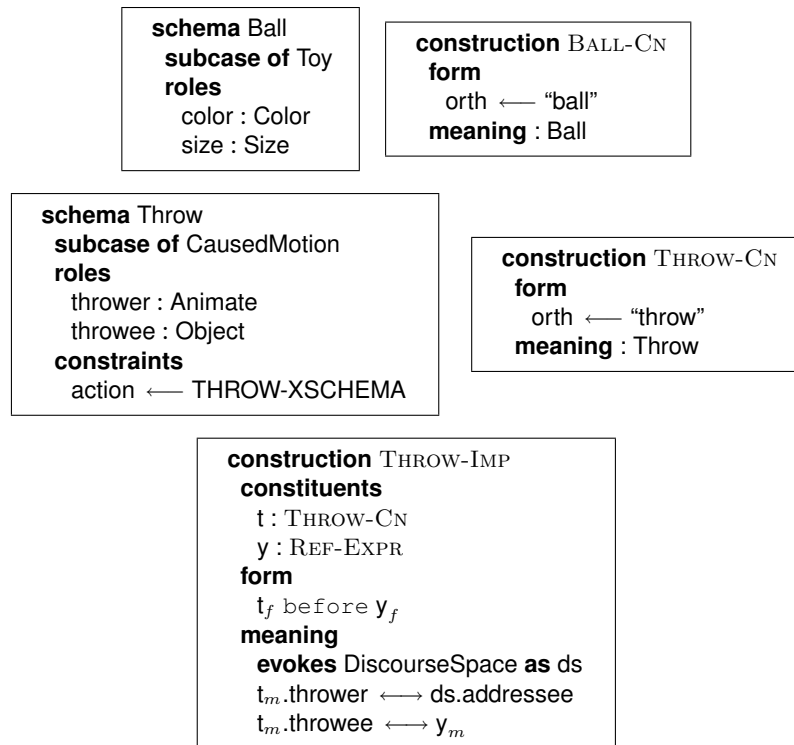 schema Ball
subcase of Toy
roles
color : Color
size : Size
construction BALL-CN
form
orth ⟵ “ball”
meaning : Ball
schema Throw
subcase of CausedMotion
roles
thrower : Animate
throwee : Object
constraints
action ⟵ THROW-XSCHEMA
construction THROW-CN
form
orth ⟵ “throw”
meaning : Throw
construction THROW-IMP
constituents
t : THROW-CN
y : REF-EXPR
form
t_f before y_f
meaning
evokes DiscourseSpace as ds
t_m.thrower ⟷ ds.addressee
t_m.throwee ⟷ y_m